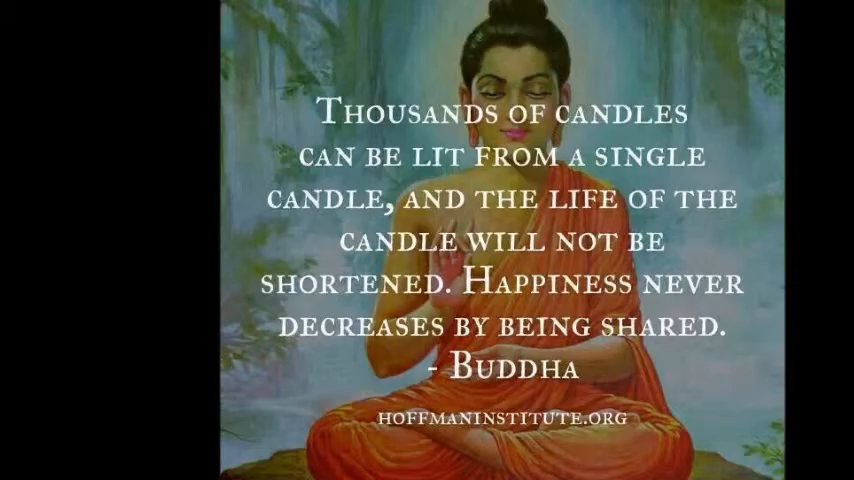 Thousands of candles
can be lit from a single
candle, and the life of the
candle will not be
shortened. Happiness never
decreases by being shared.
- Buddha
hoffmaninstitute.org